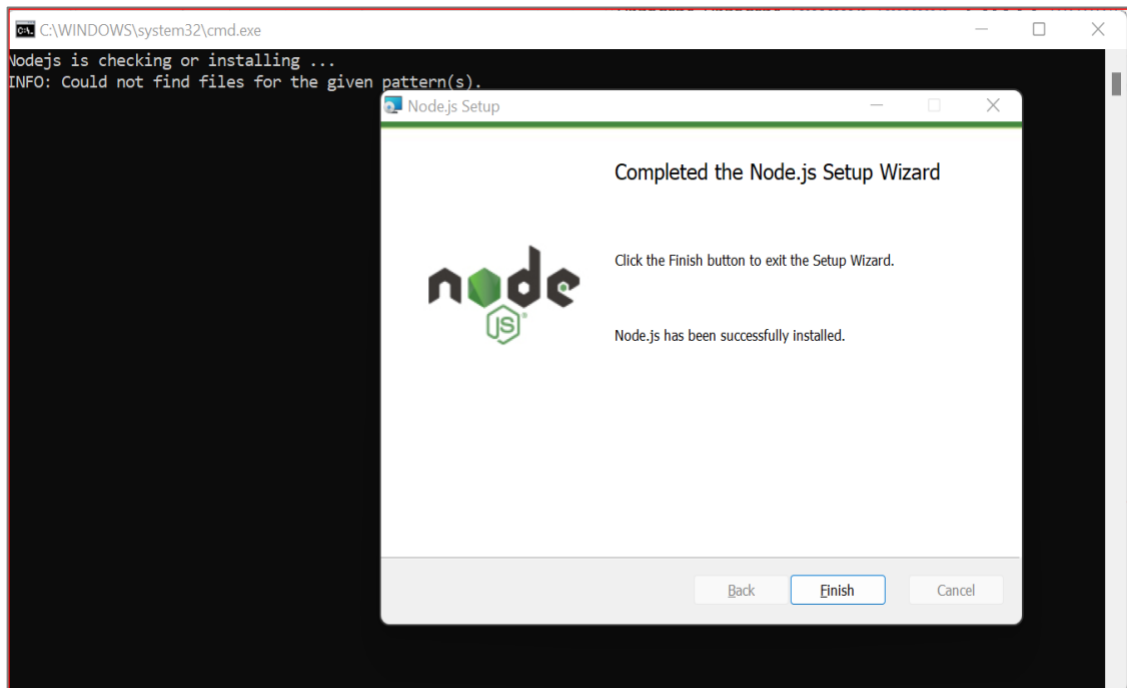 C:\WINDOWS\system32\cmd.exe
Nodejs is checking or installing ...
INFO: Could not find files for the given pattern(s).
Node.js Setup
Completed the Node.js Setup Wizard
Click the Finish button to exit the Setup Wizard.
node
JS
Node.js has been successfully installed.
Back
Finish
Cancel